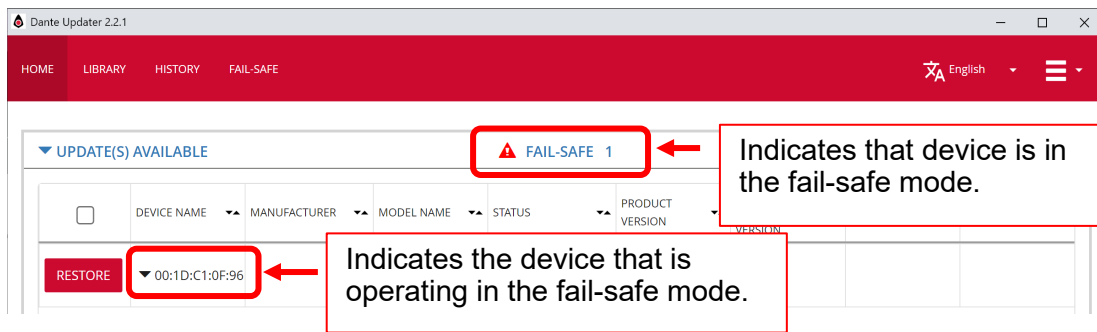 Dante Updater 2.2.1
HOME LIBRARY HISTORY FAIL-SAFE English
UPDATE(S) AVAILABLE
FAIL-SAFE 1
Indicates that device is in
the fail-safe mode.
DEVICE NAME MANUFACTURER MODEL NAME STATUS PRODUCT
VERSION
VERSION
RESTORE 00:1D:C1:0F:96
Indicates the device that is
operating in the fail-safe mode.